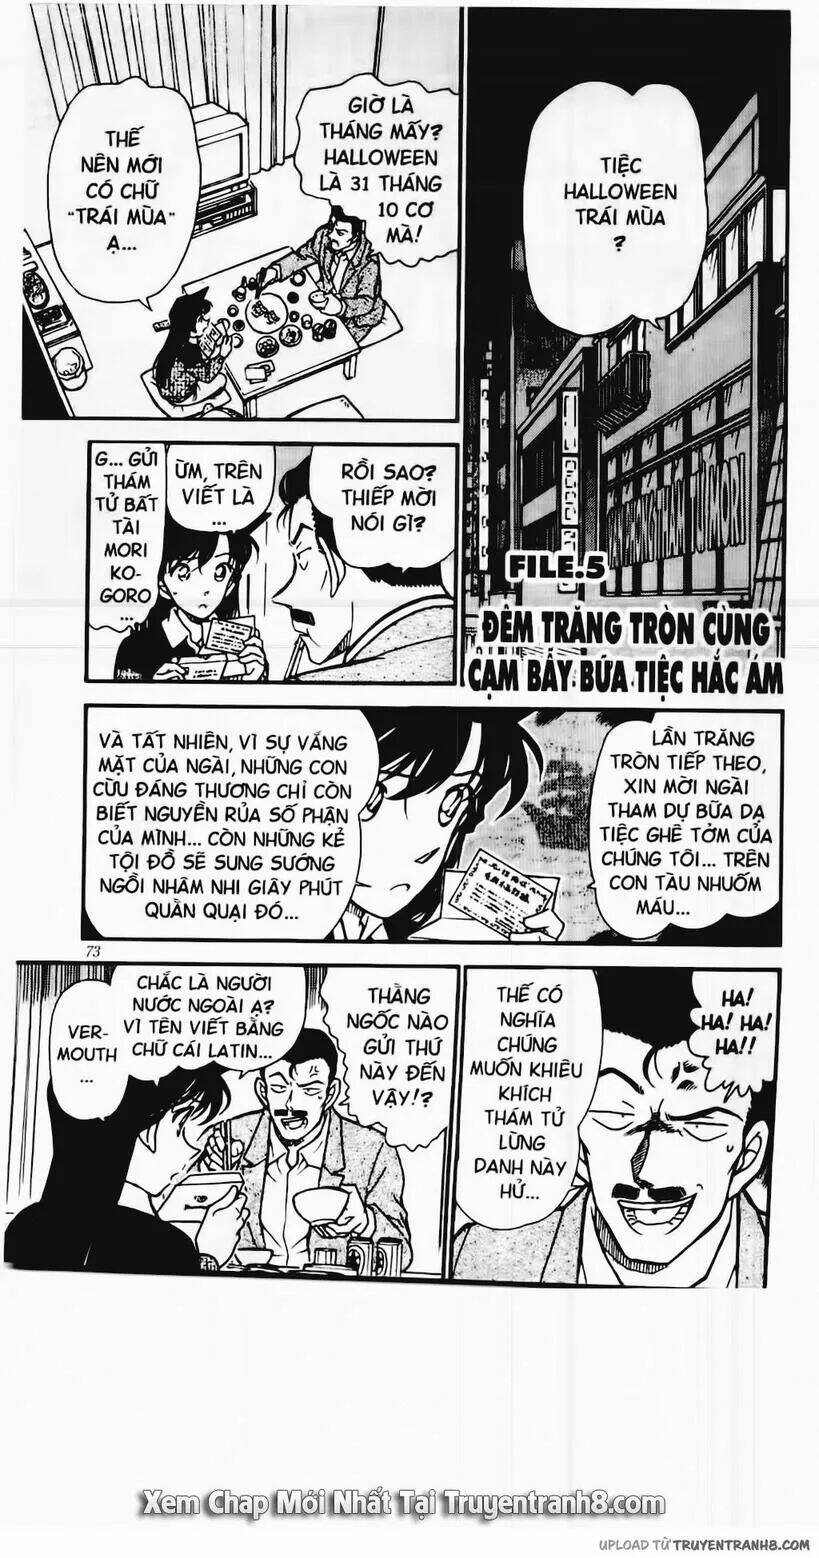 TIỆC
HALLOWEEN
TRÁI MÙA
?
GIỜ LÀ
THÁNG MẤY?
HALLOWEEN
LÀ 31 THÁNG
10 CƠ
MÀ!
THẾ
NÊN MỚI
CÓ CHỮ
"TRÁI MÙA"
Ạ...
VĂN PHÒNG THÁM TỬ MORI
FILE.5
ĐÊM TRĂNG TRÒN CÙNG
CẠM BẪY BỨA TIỆC HẮC ÁM
RỒI SAO?
THIẾP MỜI
NÓI GÌ?
ỪM, TRÊN
VIẾT LÀ
...
G... GỬI
THÁM
TỬ BẤT
TÀI
MORI
KO-
GORO
...
LẦN TRĂNG
TRÒN TIẾP THEO,
XIN MỜI NGÀI
THAM DỰ BỮA DẠ
TIỆC GHÊ TỞM CỦA
CHÚNG TÔI... TRÊN
CON TÀU NHUỐM
MÁU...
VÀ TẤT NHIÊN, VÌ SỰ VẮNG
MẶT CỦA NGÀI, NHỮNG CON
CỪU ĐÁNG THƯƠNG CHỈ CÒN
BIẾT NGUYỀN RỦA SỐ PHẬN
CỦA MÌNH... CÒN NHỮNG KẺ
TỘI ĐỒ SẼ SUNG SƯỚNG
NGỒI NHÂM NHI GIÂY PHÚT
QUẰN QUẠI ĐÓ...
73
HA!
HA! HA!
HA!!
THẾ CÓ
NGHĨA
CHÚNG
MUỐN KHIÊU
KHÍCH
THÁM TỬ
LỪNG
DANH NÀY
HỬ...
THẰNG
NGỐC NÀO
GỬI THỨ
NÀY ĐẾN
VẬY!?
CHẮC LÀ NGƯỜI
NƯỚC NGOÀI Ạ?
VÌ TÊN VIẾT BẰNG
CHỮ CÁI LATIN...
VER-
MOUTH
...
Xem Chap Mới Nhất Tại Truyentranh8.com
UPLOAD TỪ TRUYENTRANH8.COM